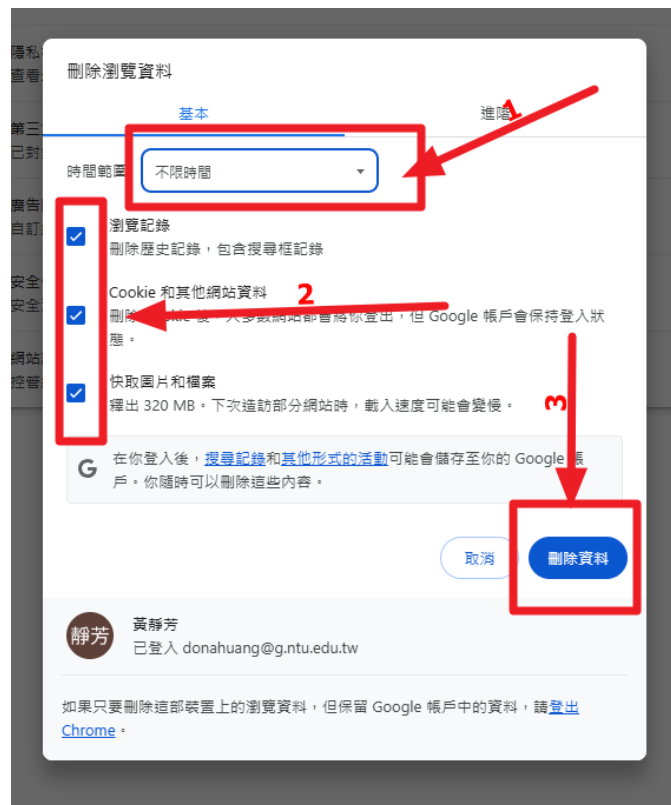 隱私
查看
第三
已封
廣告
自訂
安全
安全
網站
控管
刪除瀏覽資料
基本
進階
1
時間範圍
不限時間
瀏覽記錄
刪除歷史記錄，包含搜尋框記錄
Cookie 和其他網站資料
2
刪除 Cookie 後，大多數網站都會將你登出，但 Google 帳戶會保持登入狀
態。
快取圖片和檔案
釋出 320 MB。下次造訪部分網站時，載入速度可能會變慢。
3
G
在你登入後，搜尋記錄和其他形式的活動可能會儲存至你的 Google 帳
戶。你隨時可以刪除這些內容。
取消
刪除資料
靜芳
黃靜芳
已登入 donahuang@g.ntu.edu.tw
如果只要刪除這部裝置上的瀏覽資料，但保留 Google 帳戶中的資料，請登出
Chrome。